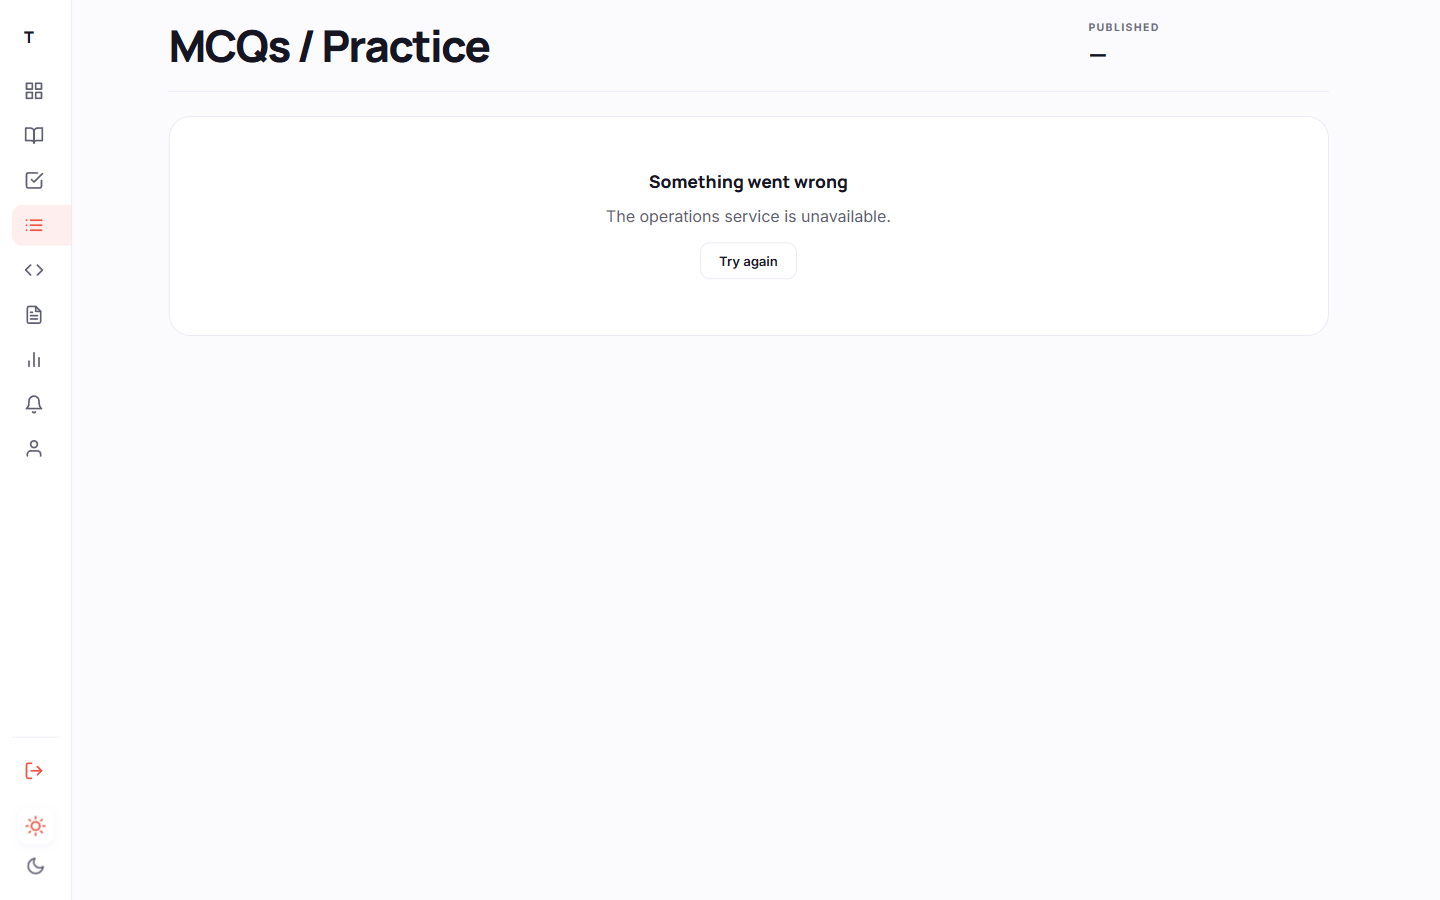 T
MCQs / Practice
PUBLISHED
—
Something went wrong
The operations service is unavailable.
Try again